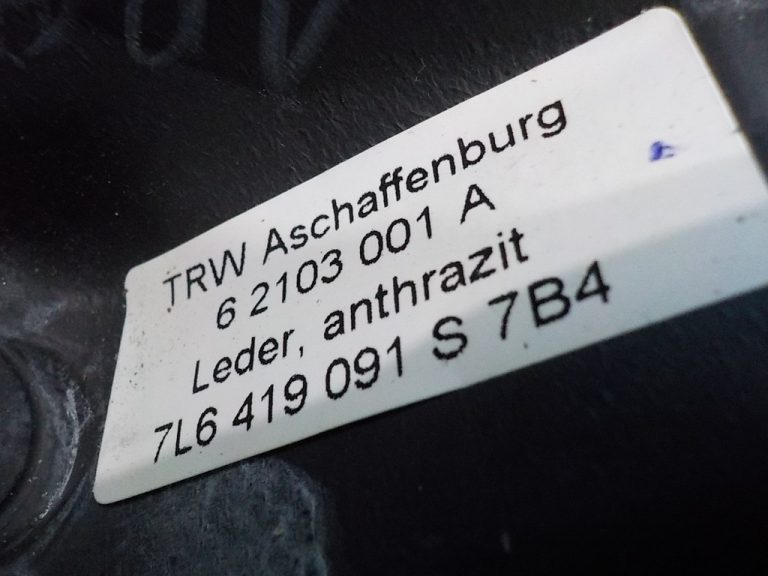 TRW Aschaffenburg
6 2103 001 A
Leder, anthrazit
7L6 419 091 S 7B4